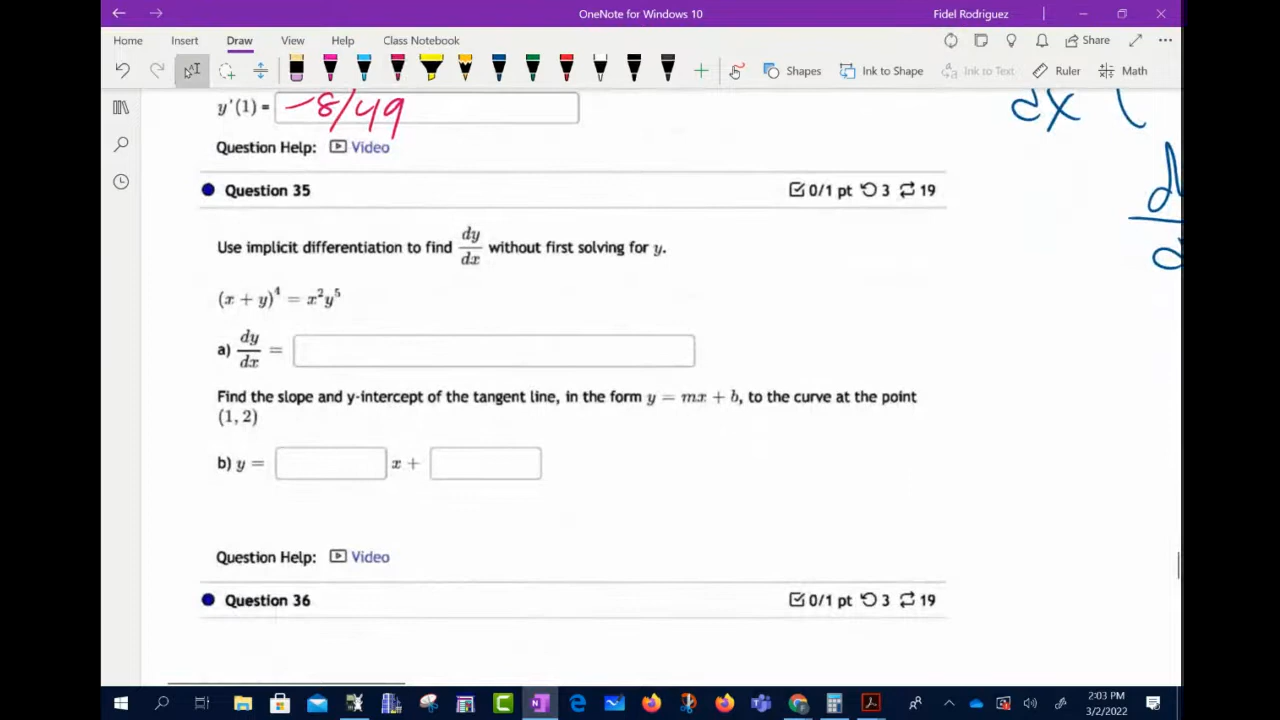 OneNote for Windows 10
Fidel Rodriguez
Home Insert Draw View Help Class Notebook
Share
Shapes Ink to Shape Ink to Text Ruler Math
y'(1) = -8/49
dx (
Question Help: Video
Question 35 0/1 pt 3 19
Use implicit differentiation to find dy/dx without first solving for y.
(x + y)^4 = x^2y^5
a) dy/dx =
Find the slope and y-intercept of the tangent line, in the form y = mx + b, to the curve at the point
(1, 2)
b) y = x +
Question Help: Video
Question 36 0/1 pt 3 19
2:03 PM
3/2/2022